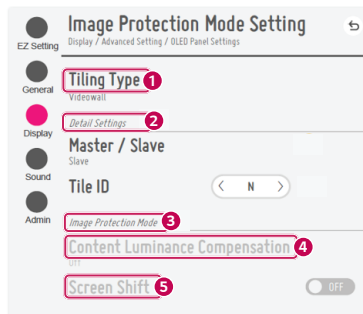 Image Protection Mode Setting
Display / Advanced Setting / OLED Panel Settings
EZ Setting
General
Display
Sound
Admin
Tiling Type 1
Videowall
Detail Settings 2
Master / Slave
Slave
Tile ID
< N >
Image Protection Mode 3
Content Luminance Compensation 4
Off
Screen Shift 5
OFF